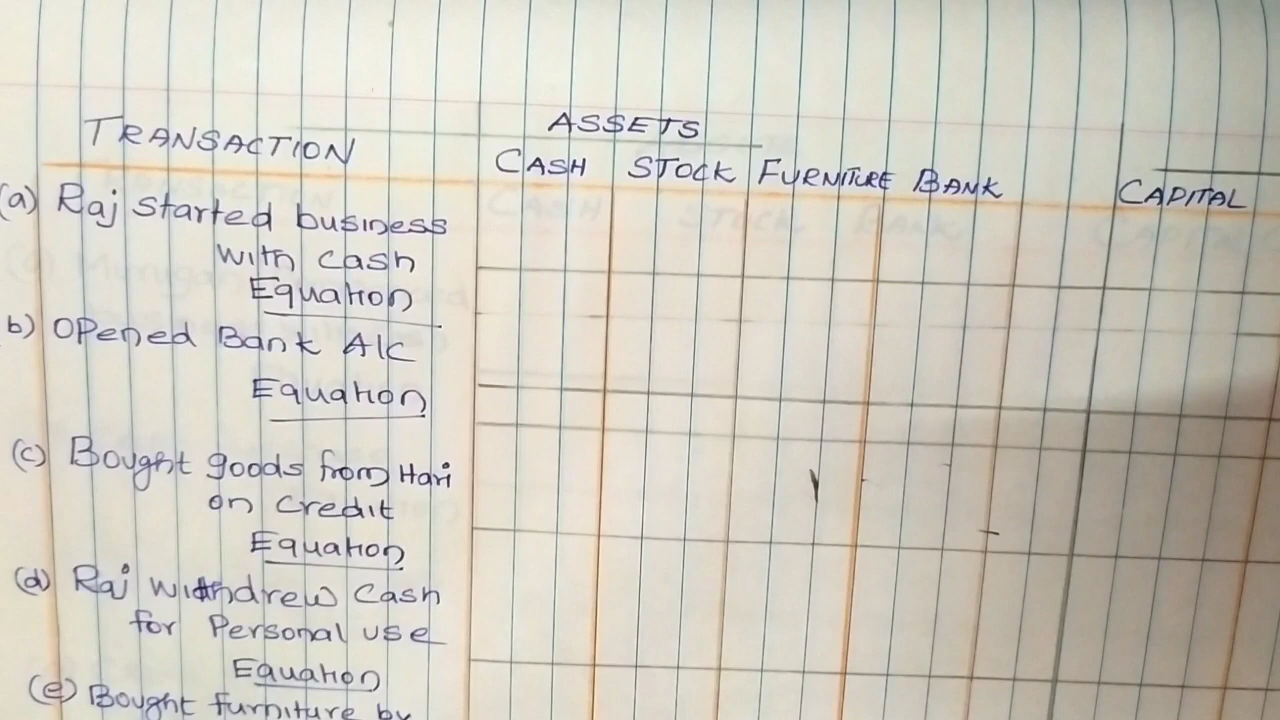 ASSETS
TRANSACTION CASH STOCK FURNITURE BANK CAPITAL
(a) Raj started business
with cash
Equation
b) Opened Bank A/c
Equation
(c) Bought goods from Hari
on credit
Equation
(d) Raj withdrew cash
for Personal use
Equation
(e) Bought furniture by